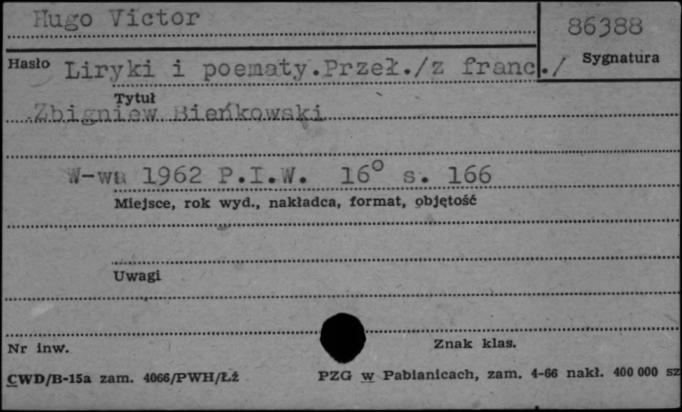 Hugo Victor
86388
Hasło
Sygnatura
Liryki i poematy.Przeł./z franc./
Tytuł
Zbigniew Bieńkowski
W-wa 1962 P.I.W. 16° s. 166
Miejsce, rok wyd., nakładca, format, objętość
Uwagi
Nr inw.
Znak klas.
CWD/B-15a zam. 4066/PWH/ŁŻ
PZG w Pabianicach, zam. 4-66 nakł. 400 000 sz